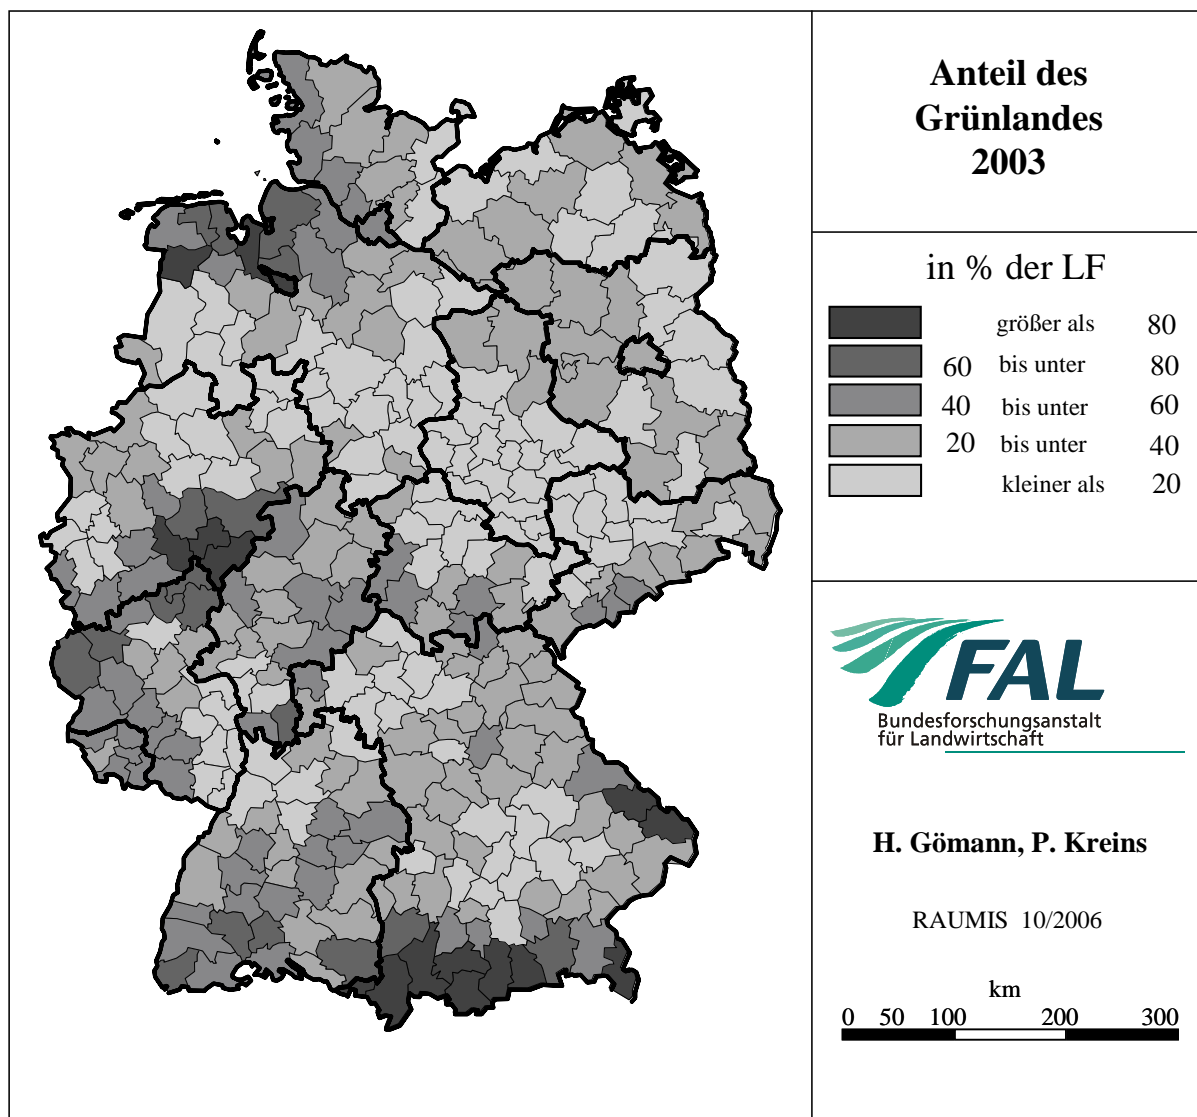 Anteil des
Grünlandes
2003
in % der LF
größer als 80
60 bis unter 80
40 bis unter 60
20 bis unter 40
kleiner als 20
FAL
Bundesforschungsanstalt
für Landwirtschaft
H. Gömann, P. Kreins
RAUMIS 10/2006
km
0 50 100 200 300